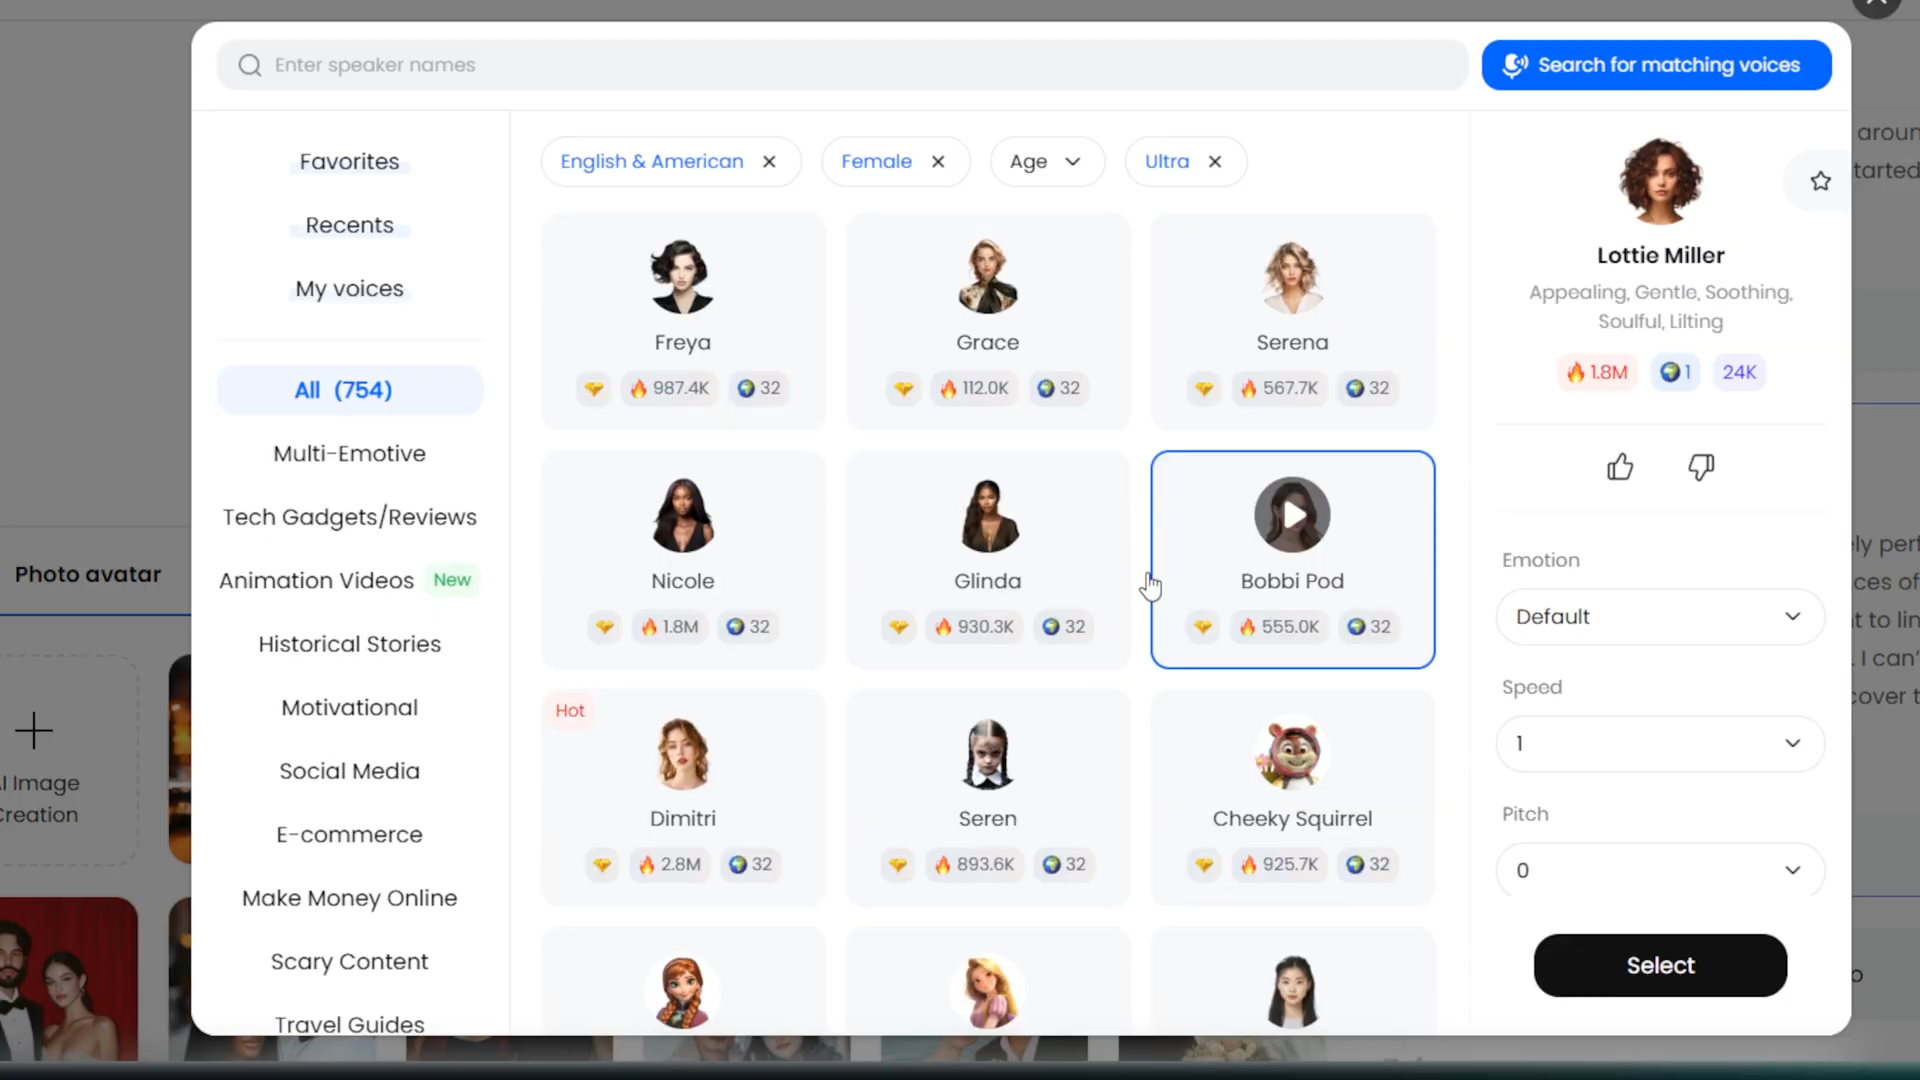 Enter speaker names
Search for matching voices
Favorites
Recents
My voices
All (754)
Multi-Emotive
Tech Gadgets/Reviews
Animation Videos New
Historical Stories
Motivational
Social Media
E-commerce
Make Money Online
Scary Content
Travel Guides
English & American
Female
Age
Ultra
Freya
987.4K 32
Grace
112.0K 32
Serena
567.7K 32
Nicole
1.8M 32
Glinda
930.3K 32
Bobbi Pod
555.0K 32
Hot
Dimitri
2.8M 32
Seren
893.6K 32
Cheeky Squirrel
925.7K 32
Lottie Miller
Appealing, Gentle, Soothing,
Soulful, Lilting
1.8M 1 24K
Emotion
Default
Speed
1
Pitch
0
Select
Photo avatar
Image
I can't